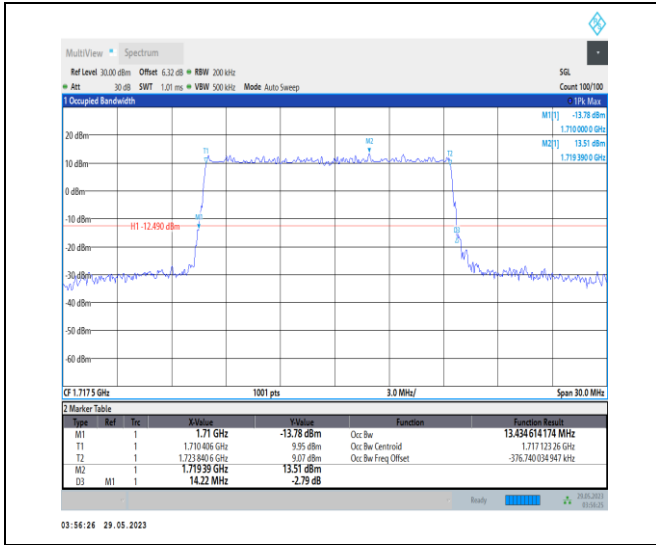 MultiView Spectrum
Ref Level 30.00 dBm Offset 6.32 dB RBW 200 kHz SGL
Att 30 dB SWT 1.01 ms VBW 500 kHz Mode Auto Sweep Count 100/100
1 Occupied Bandwidth 1Pk Max
M1[1] -13.78 dBm
1.710 000 0 GHz
M2[1] 13.51 dBm
1.719 390 0 GHz
20 dBm
M2
T1 T2
10 dBm
0 dBm
-10 dBm
M1
H1 -12.490 dBm
D3
-30 dBm
-40 dBm
-50 dBm
-60 dBm
CF 1.717 5 GHz 1001 pts 3.0 MHz/ Span 30.0 MHz
2 Marker Table
Type Ref Trc X-Value Y-Value Function Function Result
M1 1 1.71 GHz -13.78 dBm Occ Bw 13.434 614 174 MHz
T1 1 1.710 406 GHz 9.95 dBm Occ Bw Centroid 1.717 123 26 GHz
T2 1 1.723 840 6 GHz 9.07 dBm Occ Bw Freq Offset -376.740 034 947 kHz
M2 1 1.719 39 GHz 13.51 dBm
D3 M1 1 14.22 MHz -2.79 dB
Ready 29.05.2023
03:56:25
03:56:26 29.05.2023